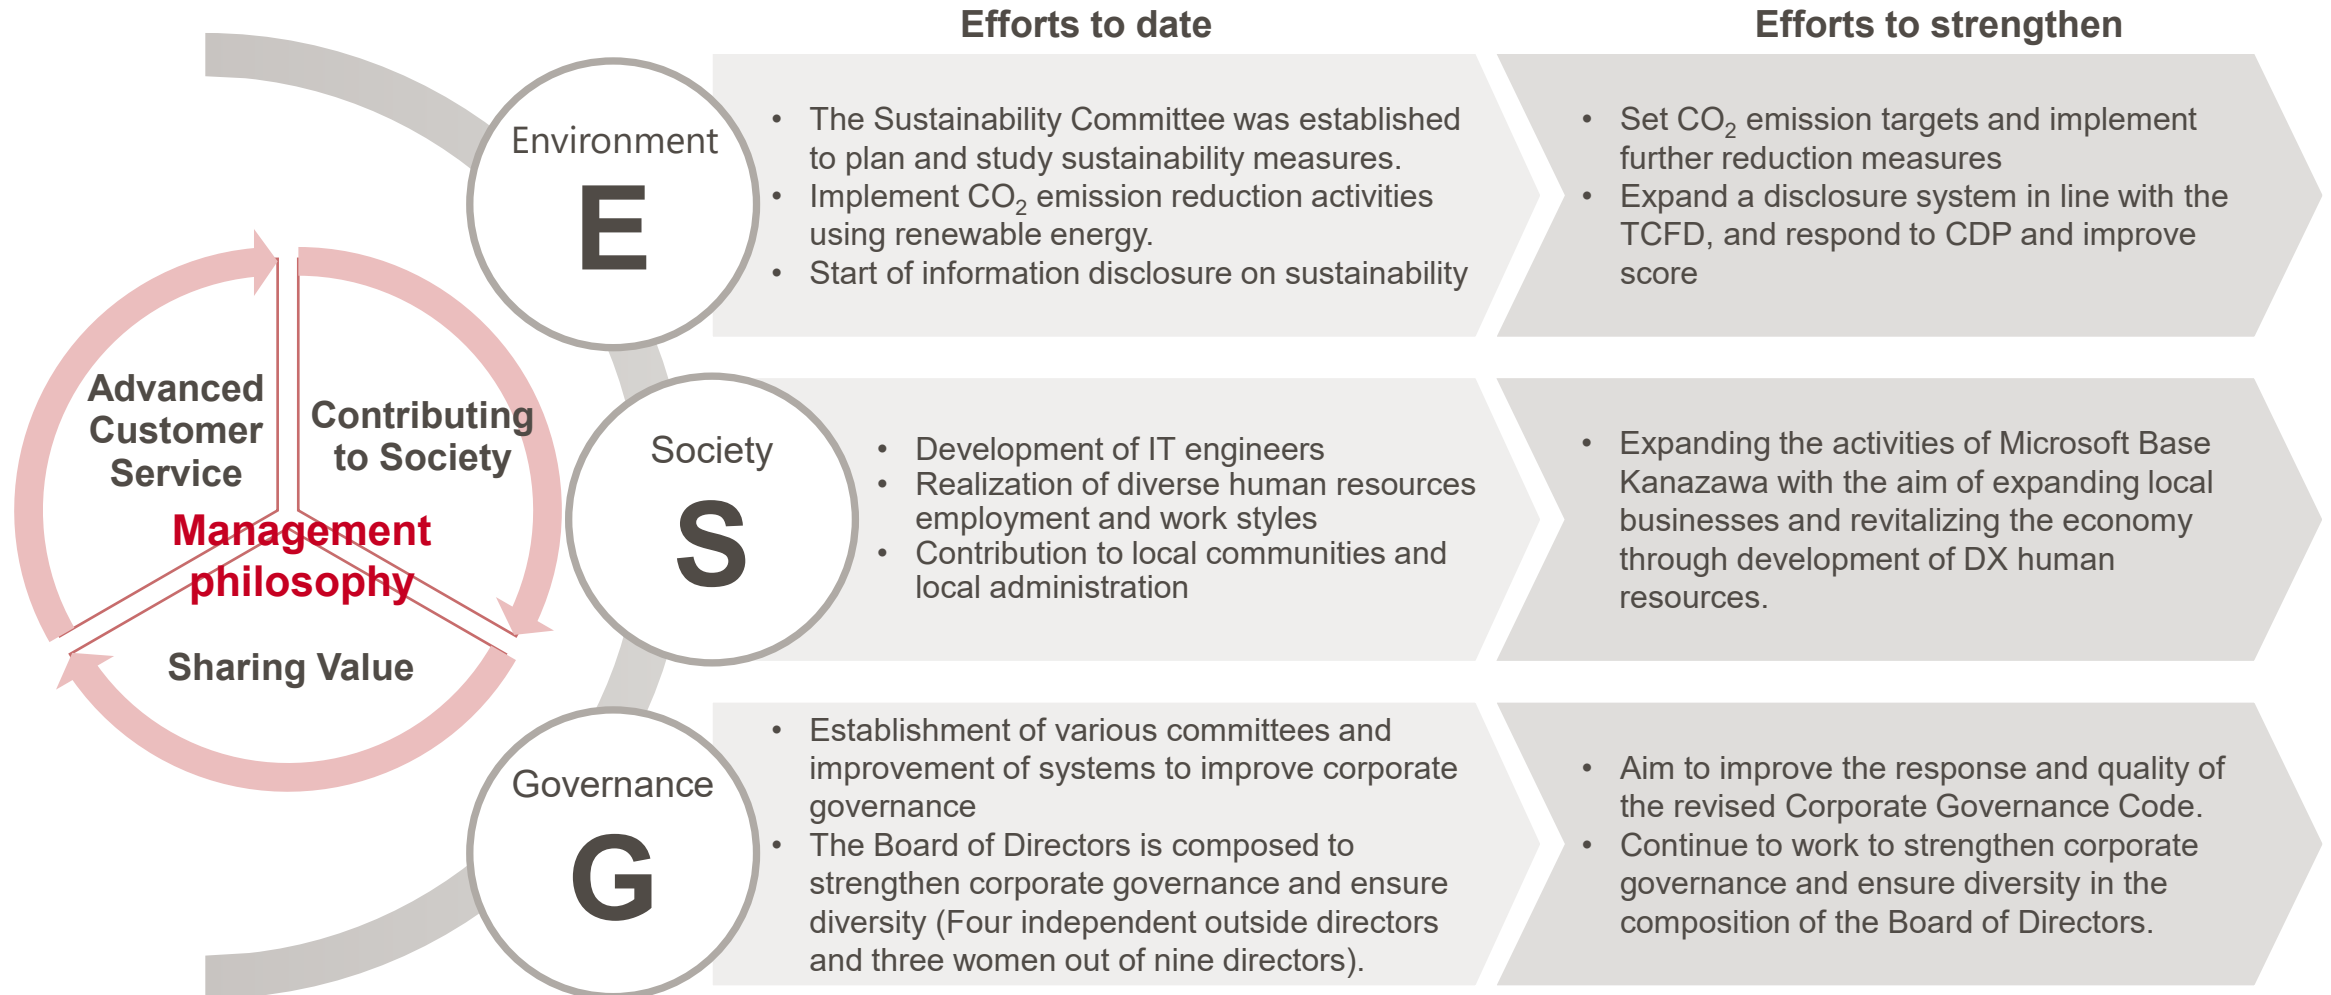 Efforts to date
Efforts to strengthen
Environment
E
• The Sustainability Committee was established
to plan and study sustainability measures.
• Implement CO₂ emission reduction activities
using renewable energy.
• Start of information disclosure on sustainability
• Set CO₂ emission targets and implement
further reduction measures
• Expand a disclosure system in line with the
TCFD, and respond to CDP and improve
score
Advanced
Customer
Service
Contributing
to Society
Management
philosophy
Sharing Value
Society
S
• Development of IT engineers
• Realization of diverse human resources
employment and work styles
• Contribution to local communities and
local administration
• Expanding the activities of Microsoft Base
Kanazawa with the aim of expanding local
businesses and revitalizing the economy
through development of DX human
resources.
Governance
G
• Establishment of various committees and
improvement of systems to improve corporate
governance
• The Board of Directors is composed to
strengthen corporate governance and ensure
diversity (Four independent outside directors
and three women out of nine directors).
• Aim to improve the response and quality of
the revised Corporate Governance Code.
• Continue to work to strengthen corporate
governance and ensure diversity in the
composition of the Board of Directors.